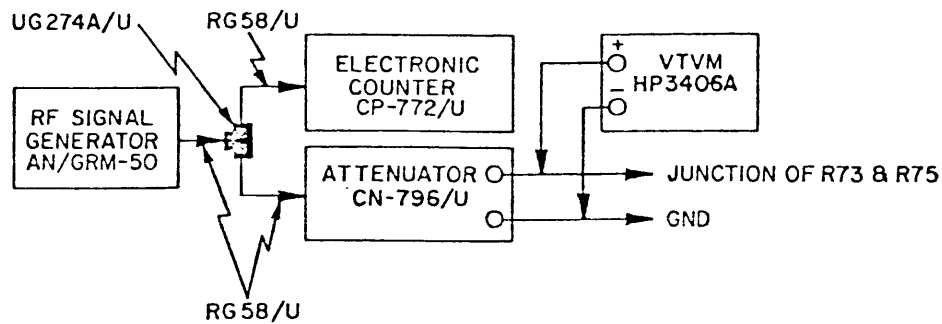 UG274A/U
RG58/U
RF SIGNAL
GENERATOR
AN/GRM-50
ELECTRONIC
COUNTER
CP-772/U
ATTENUATOR
CN-796/U
+
−
VTVM
HP3406A
JUNCTION OF R73 & R75
GND
RG58/U